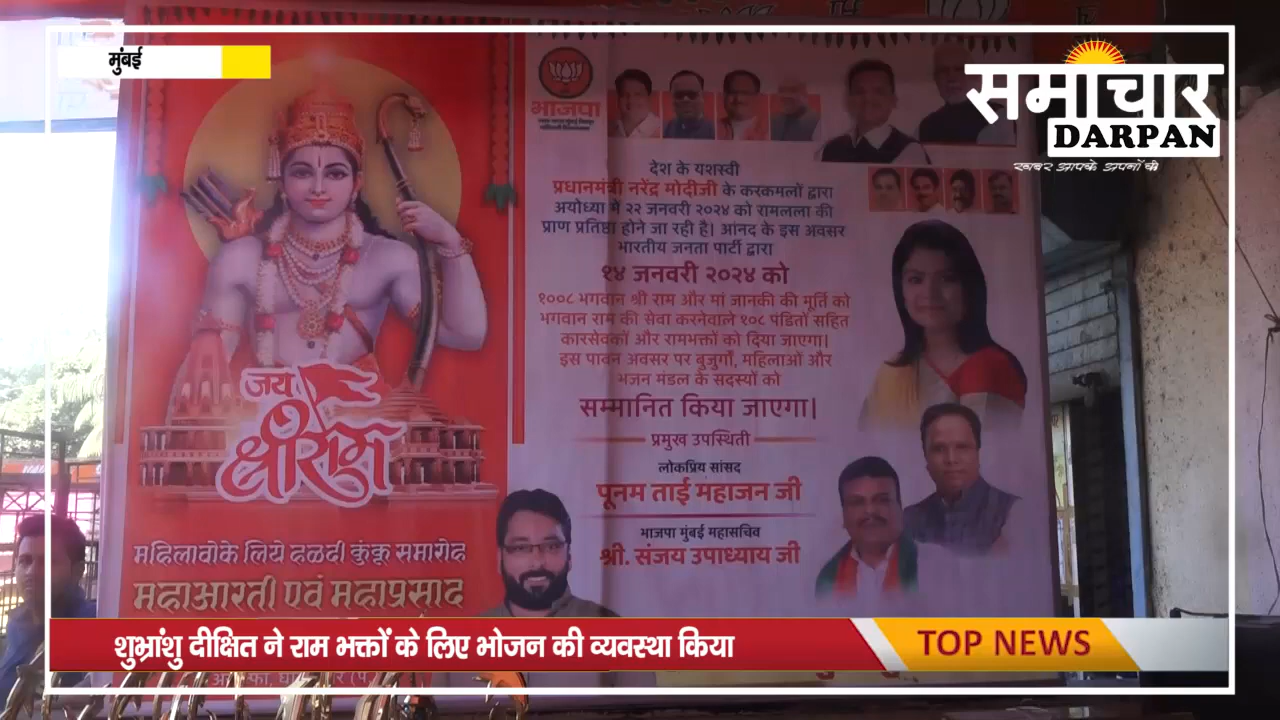 मुंबई
समाचार
DARPAN
खबर आपके अपनों की
भाजपा
देश के यशस्वी
प्रधानमंत्री नरेंद्र मोदीजी के करकमलों द्वारा
अयोध्या में २२ जनवरी २०२४ को रामलला की
प्राण प्रतिष्ठा होने जा रही है। आंनद के इस अवसर
भारतीय जनता पार्टी द्वारा
१४ जनवरी २०२४ को
१००८ भगवान श्री राम और मां जानकी की मूर्ति को
भगवान राम की सेवा करनेवाले १०८ पंडितों सहित
कारसेवकों और रामभक्तों को दिया जाएगा।
इस पावन अवसर पर बुजुर्गों, महिलाओं और
भजन मंडल के सदस्यों को
सम्मानित किया जाएगा।
प्रमुख उपस्थिती
लोकप्रिय सांसद
पूनम ताई महाजन जी
भाजपा मुंबई महासचिव
श्री. संजय उपाध्याय जी
जय
श्रीराम
महिलावोके लिये हळदी कुंकू समारोह
महाआरती एवं महाप्रसाद
शुभ्रांशु दीक्षित ने राम भक्तों के लिए भोजन की व्यवस्था किया
TOP NEWS